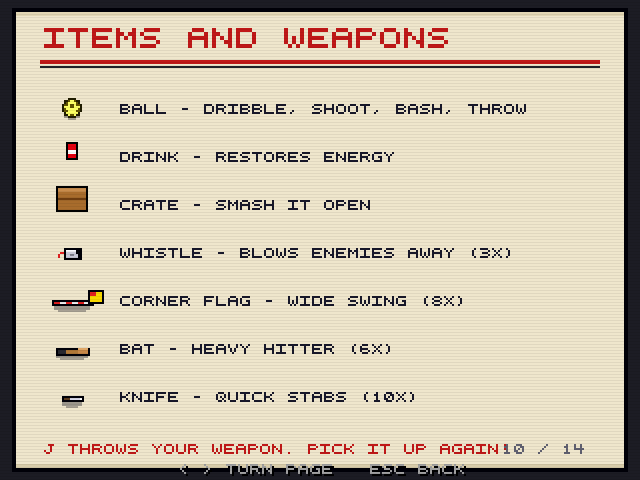 ITEMS AND WEAPONS
BALL - DRIBBLE, SHOOT, BASH, THROW
DRINK - RESTORES ENERGY
CRATE - SMASH IT OPEN
WHISTLE - BLOWS ENEMIES AWAY (3X)
CORNER FLAG - WIDE SWING (8X)
BAT - HEAVY HITTER (6X)
KNIFE - QUICK STABS (10X)
J THROWS YOUR WEAPON. PICK IT UP AGAIN! 10 / 14
< > TURN PAGE ESC BACK